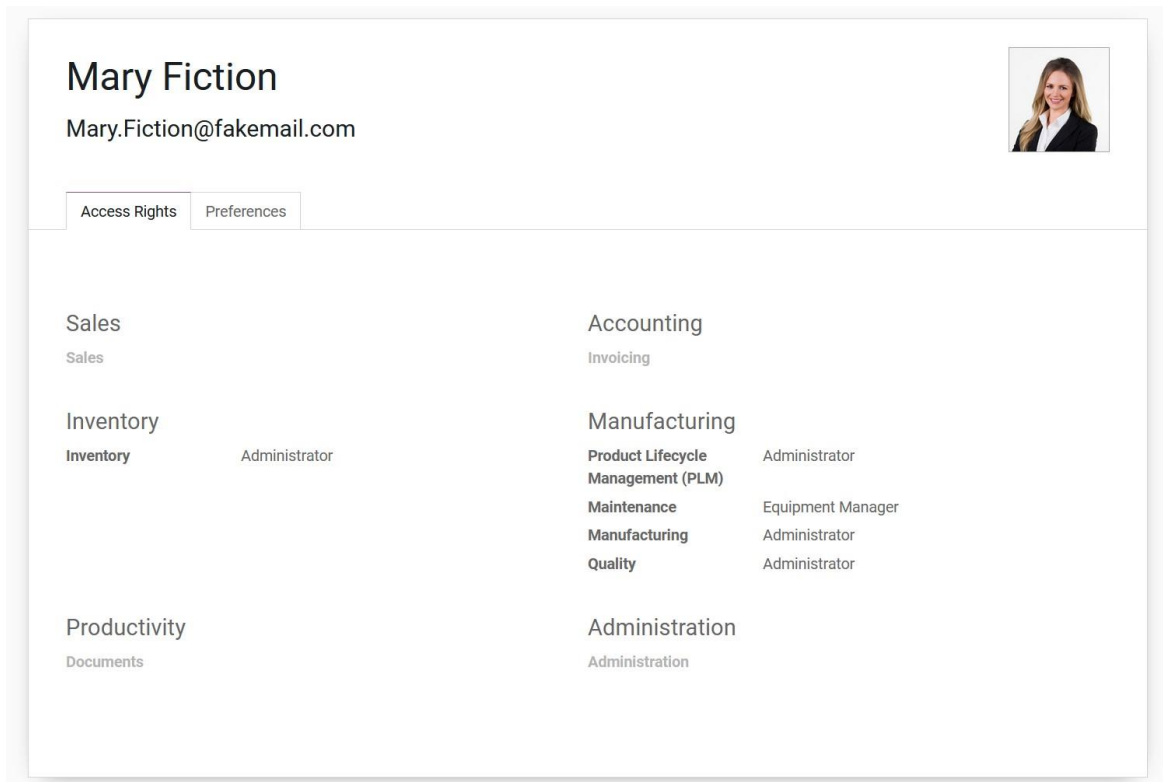 Mary Fiction
Mary.Fiction@fakemail.com
Access Rights Preferences
Sales
Sales
Accounting
Invoicing
Inventory
Inventory Administrator
Manufacturing
Product Lifecycle Administrator
Management (PLM)
Maintenance Equipment Manager
Manufacturing Administrator
Quality Administrator
Productivity
Documents
Administration
Administration